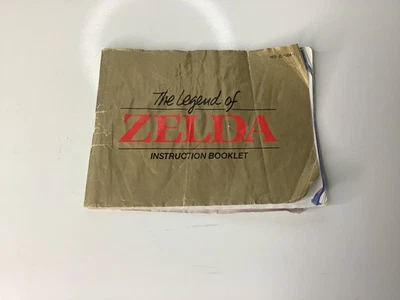 The Legend of
ZELDA
INSTRUCTION BOOKLET